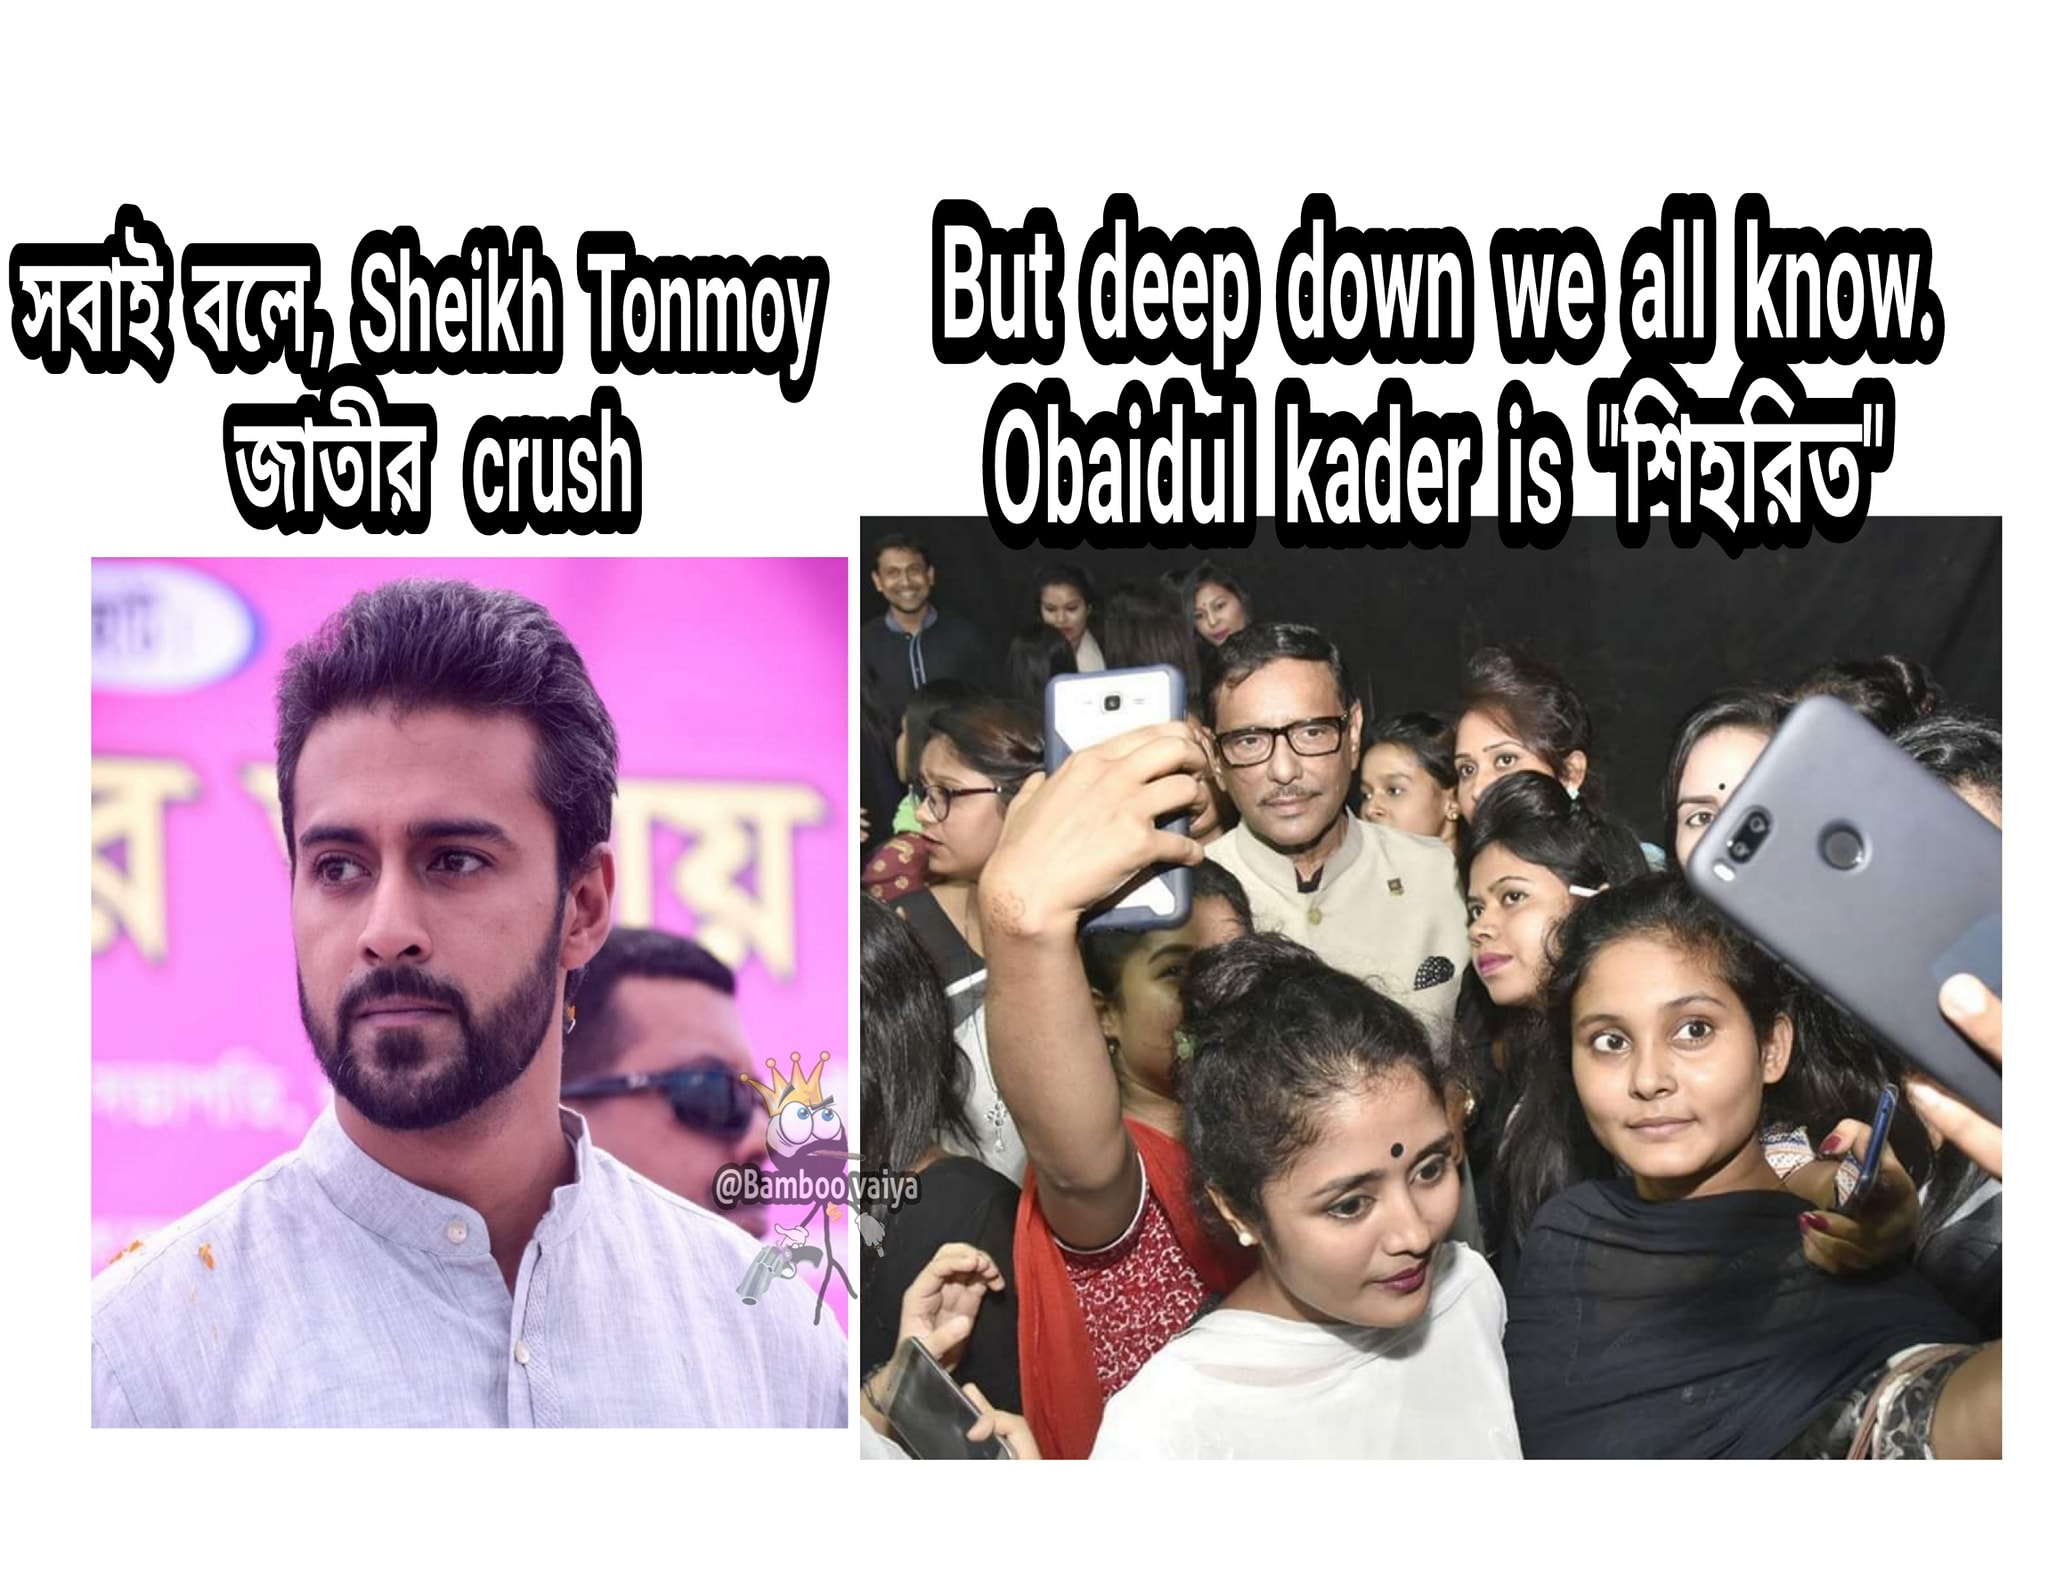 সবাই বলে, Sheikh Tonmoy
জাতীর crush
But deep down we all know.
Obaidul kader is "শিহরিত"
@Bamboo vaiya